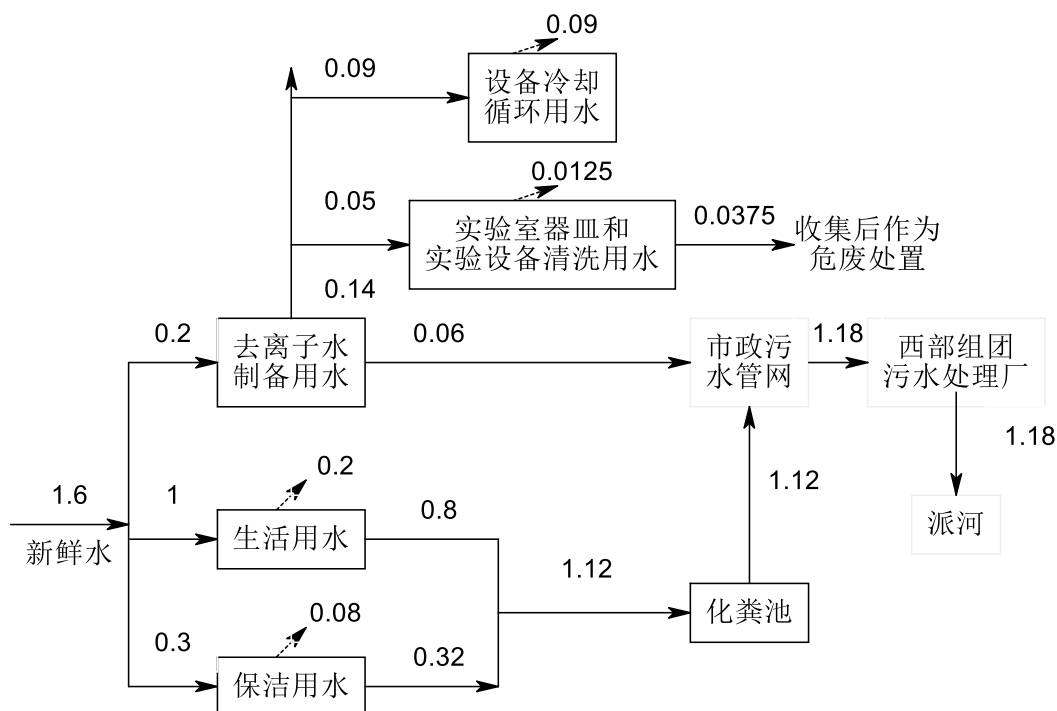 0.09
0.09
设备冷却
循环用水
0.0125
0.05
实验室器皿和
实验设备清洗用水
0.0375
收集后作为
危废处置
0.14
0.2
去离子水
制备用水
0.06
市政污
水管网
1.18
西部组团
污水处理厂
1.18
派河
1.6
新鲜水
1
0.2
生活用水
0.8
1.12
1.12
化粪池
0.3
0.08
保洁用水
0.32